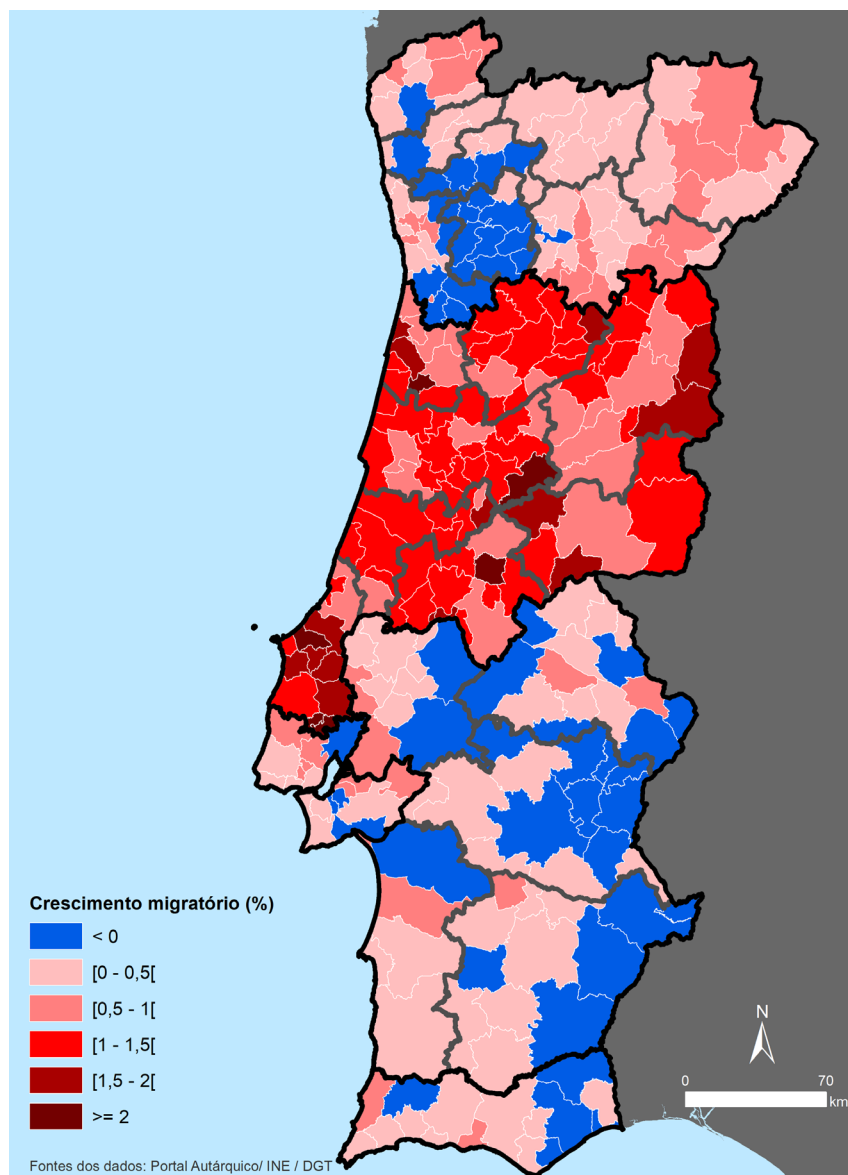 Crescimento migratório (%)
< 0
[0 - 0,5[
[0,5 - 1[
[1 - 1,5[
[1,5 - 2[
>= 2
N
0 70
km
Fontes dos dados: Portal Autárquico/ INE / DGT